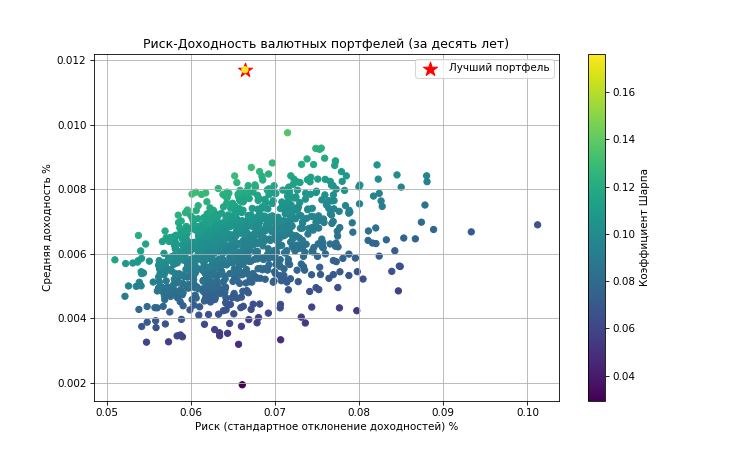 Риск-Доходность валютных портфелей (за десять лет)
Лучший портфель
0.012
0.010
0.008
0.006
0.004
0.002
Средняя доходность %
0.05 0.06 0.07 0.08 0.09 0.10
Риск (стандартное отклонение доходностей) %
0.16
0.14
0.12
0.10
0.08
0.06
0.04
Коэффициент Шарпа